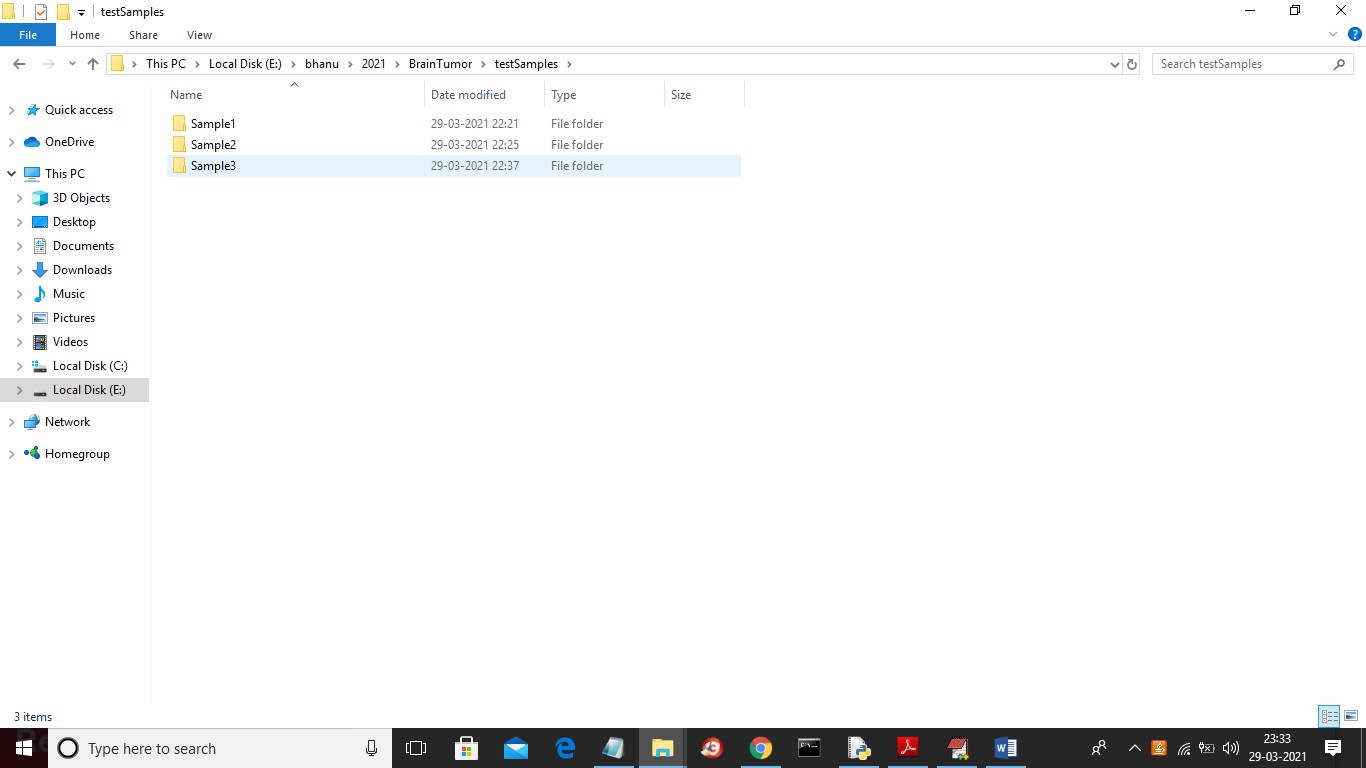 testSamples
File Home Share View
This PC Local Disk (E:) bhanu 2021 BrainTumor testSamples
Search testSamples
Name Date modified Type Size
Sample1 29-03-2021 22:21 File folder
Sample2 29-03-2021 22:25 File folder
Sample3 29-03-2021 22:37 File folder
Quick access
OneDrive
This PC
3D Objects
Desktop
Documents
Downloads
Music
Pictures
Videos
Local Disk (C:)
Local Disk (E:)
Network
Homegroup
3 items
Type here to search
23:33
29-03-2021